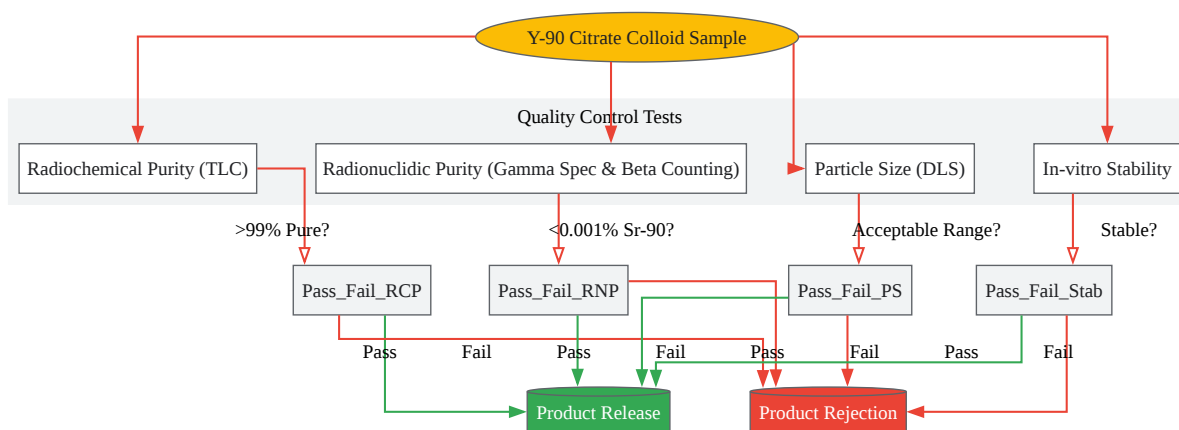 Y-90 Citrate Colloid Sample
Quality Control Tests
Radiochemical Purity (TLC)
Radionuclidic Purity (Gamma Spec & Beta Counting)
Particle Size (DLS)
In-vitro Stability
>99% Pure?
<0.001% Sr-90?
Acceptable Range?
Stable?
Pass_Fail_RCP
Pass_Fail_RNP
Pass_Fail_PS
Pass_Fail_Stab
Pass
Fail
Pass
Fail
Pass
Fail
Pass
Fail
Product Release
Product Rejection